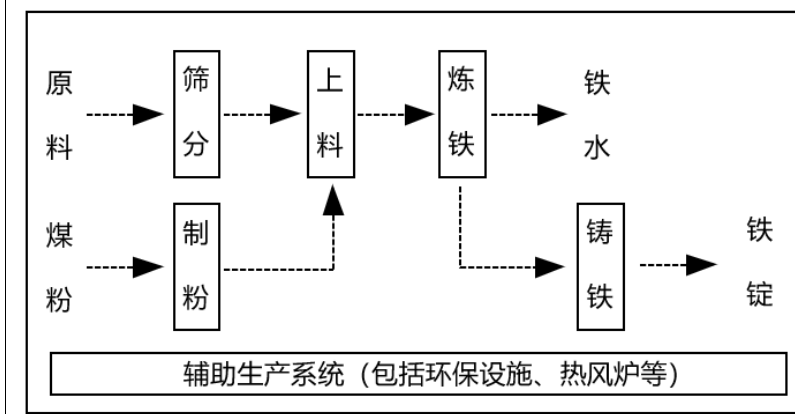 原料
筛分
上料
炼铁
铁水
煤粉
制粉
铸铁
铁锭
辅助生产系统（包括环保设施、热风炉等）